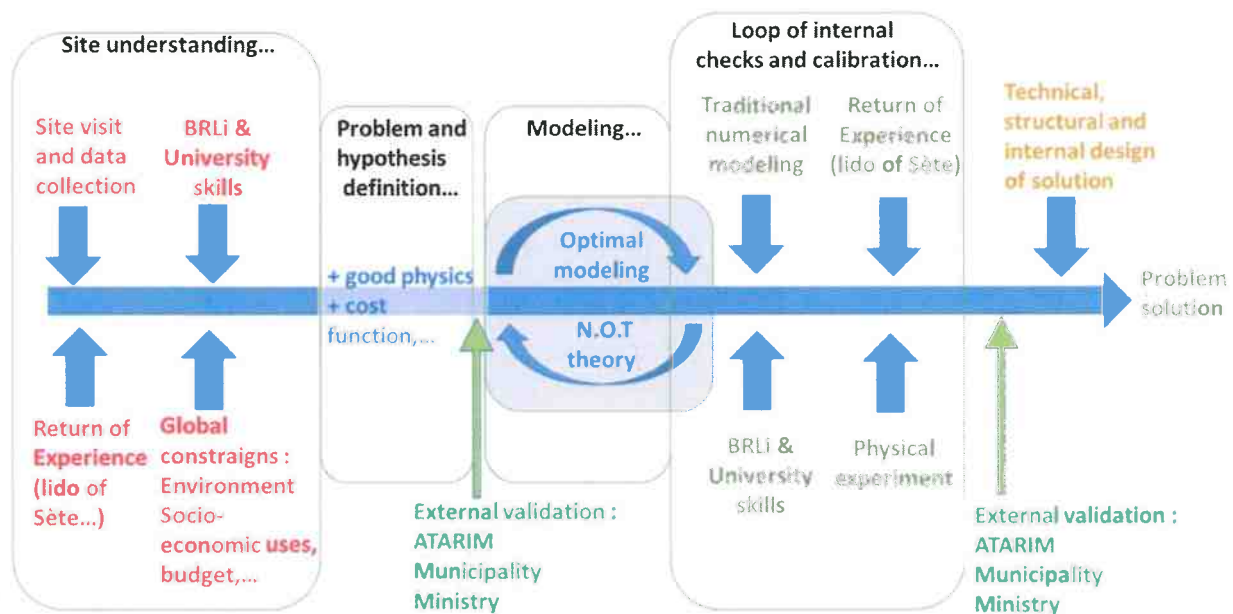 Site understanding...
Site visit
and data
collection
BRLi &
University
skills
Return of
Experience
(lido of
Sète...)
Global
constraigns :
Environment
Socio-
economic uses,
budget,...
Problem and
hypothesis
definition...
+ good physics
+ cost
function,...
Modeling...
Optimal
modeling
N.O.T
theory
External validation :
ATARIM
Municipality
Ministry
Loop of internal
checks and calibration...
Traditional
numerical
modelling
Return of
Experience
(lido of Sète)
BRLi &
University
skills
Physical
experiment
Technical,
structural and
internal design
of solution
Problem
solution
External validation :
ATARIM
Municipality
Ministry